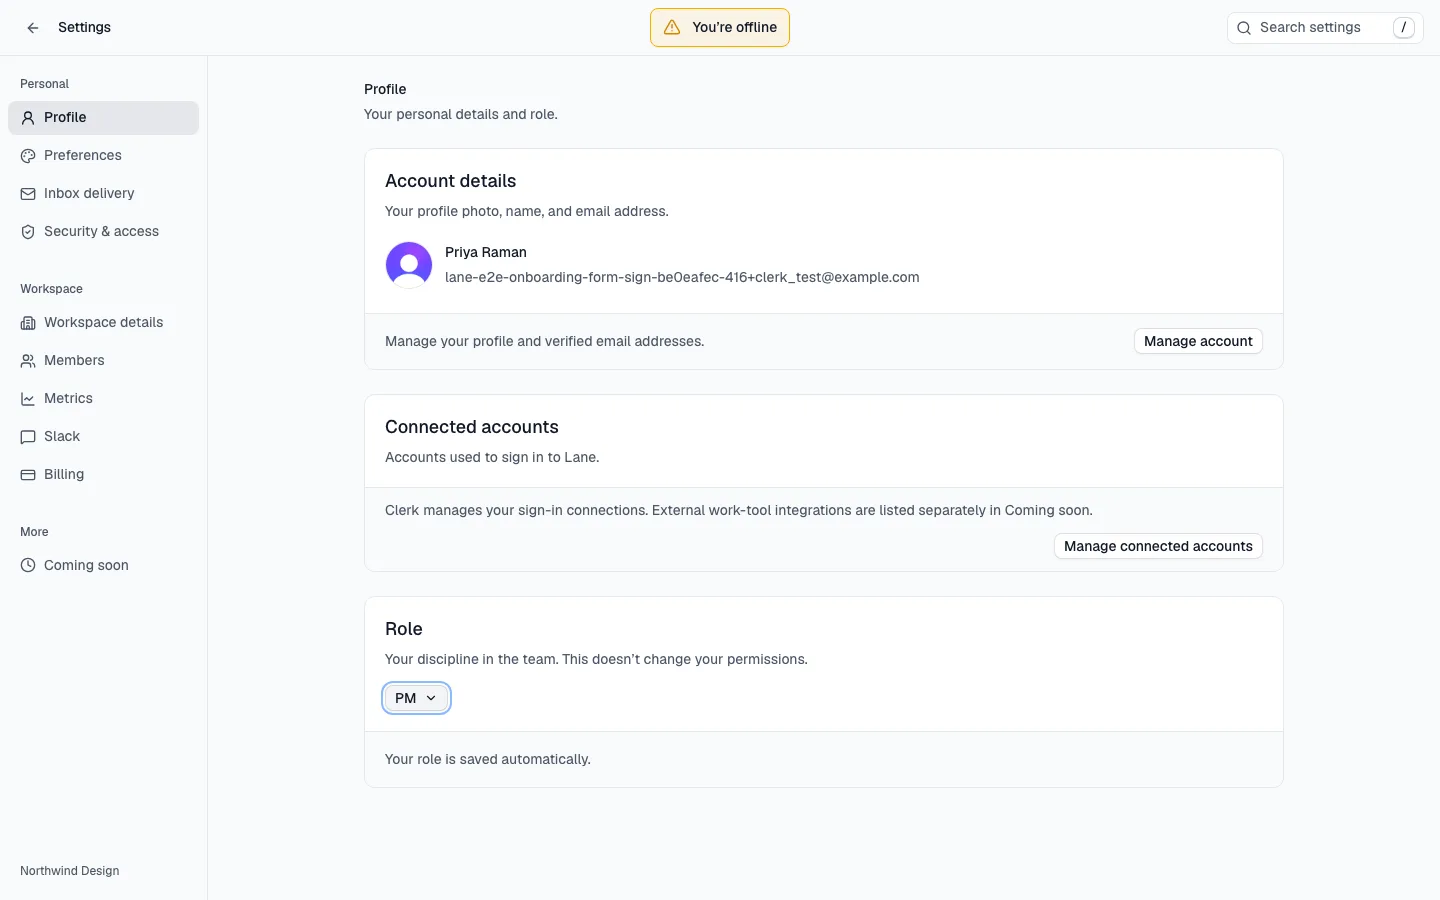 Settings
You’re offline
Search settings
/
Personal
Profile
Preferences
Inbox delivery
Security & access
Workspace
Workspace details
Members
Metrics
Slack
Billing
More
Coming soon
Northwind Design
Profile
Your personal details and role.
Account details
Your profile photo, name, and email address.
Priya Raman
lane-e2e-onboarding-form-sign-be0eafec-416+clerk_test@example.com
Manage your profile and verified email addresses.
Manage account
Connected accounts
Accounts used to sign in to Lane.
Clerk manages your sign-in connections. External work-tool integrations are listed separately in Coming soon.
Manage connected accounts
Role
Your discipline in the team. This doesn’t change your permissions.
PM
Your role is saved automatically.